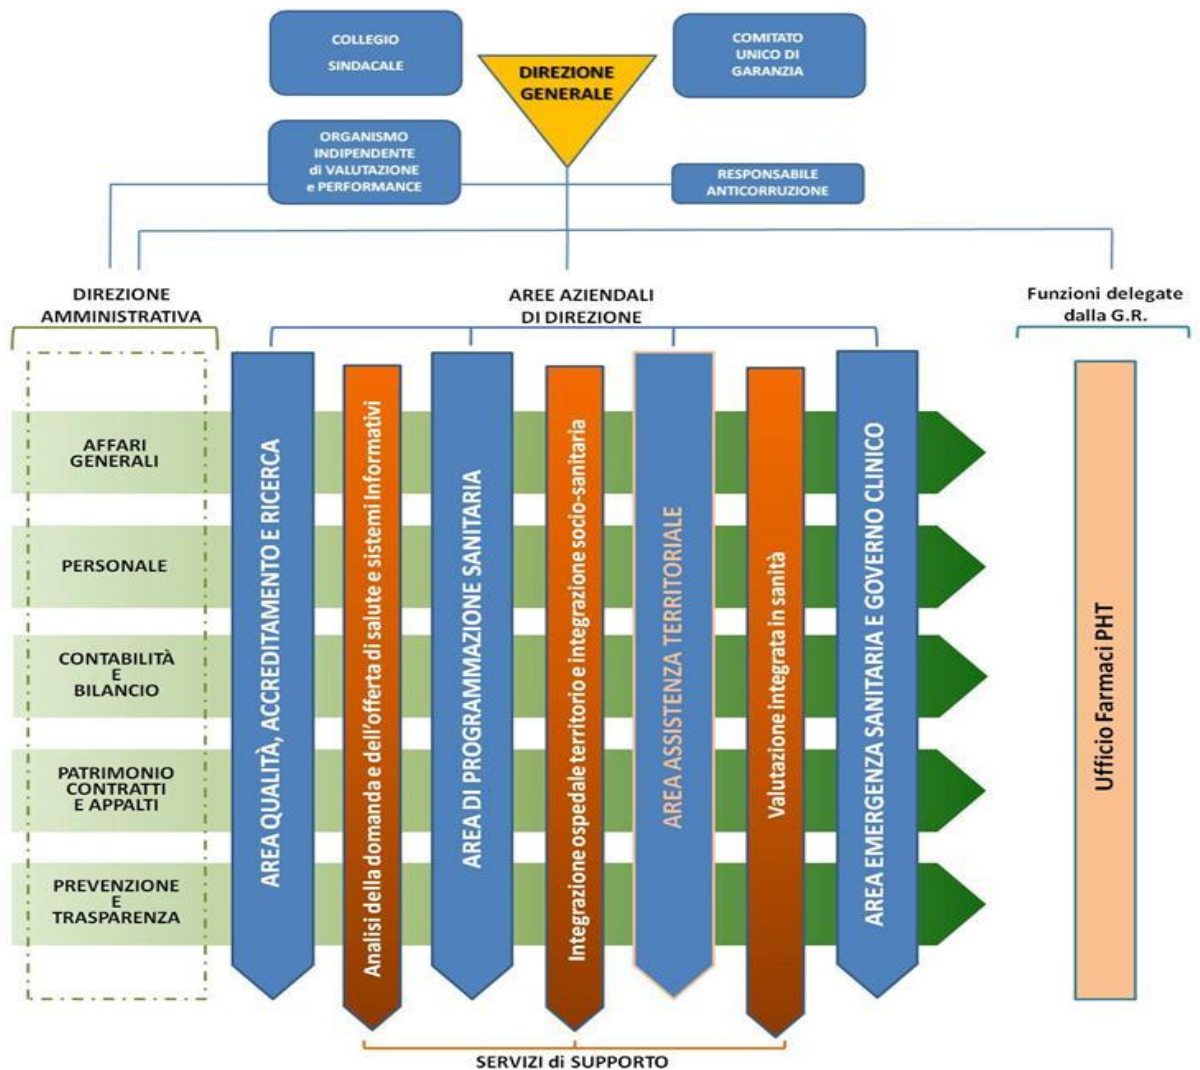 COLLEGIO
SINDACALE
DIREZIONE
GENERALE
COMITATO
UNICO DI
GARANZIA
ORGANISMO
INDIPENDENTE
di VALUTAZIONE
e PERFORMANCE
RESPONSABILE
ANTICORRUZIONE
DIREZIONE
AMMINISTRATIVA
AREE AZIENDALI
DI DIREZIONE
Funzioni delegate
dalla G.R.
AFFARI
GENERALI
PERSONALE
CONTABILITÀ
E
BILANCIO
PATRIMONIO
CONTRATTI
E APPALTI
PREVENZIONE
E
TRASPARENZA
AREA QUALITÀ, ACCREDITAMENTO E RICERCA
Analisi della domanda e dell'offerta di salute e sistemi Informativi
AREA DI PROGRAMMAZIONE SANITARIA
Integrazione ospedale territorio e integrazione socio-sanitaria
AREA ASSISTENZA TERRITORIALE
Valutazione integrata in sanità
AREA EMERGENZA SANITARIA E GOVERNO CLINICO
Ufficio Farmaci PHT
SERVIZI di SUPPORTO